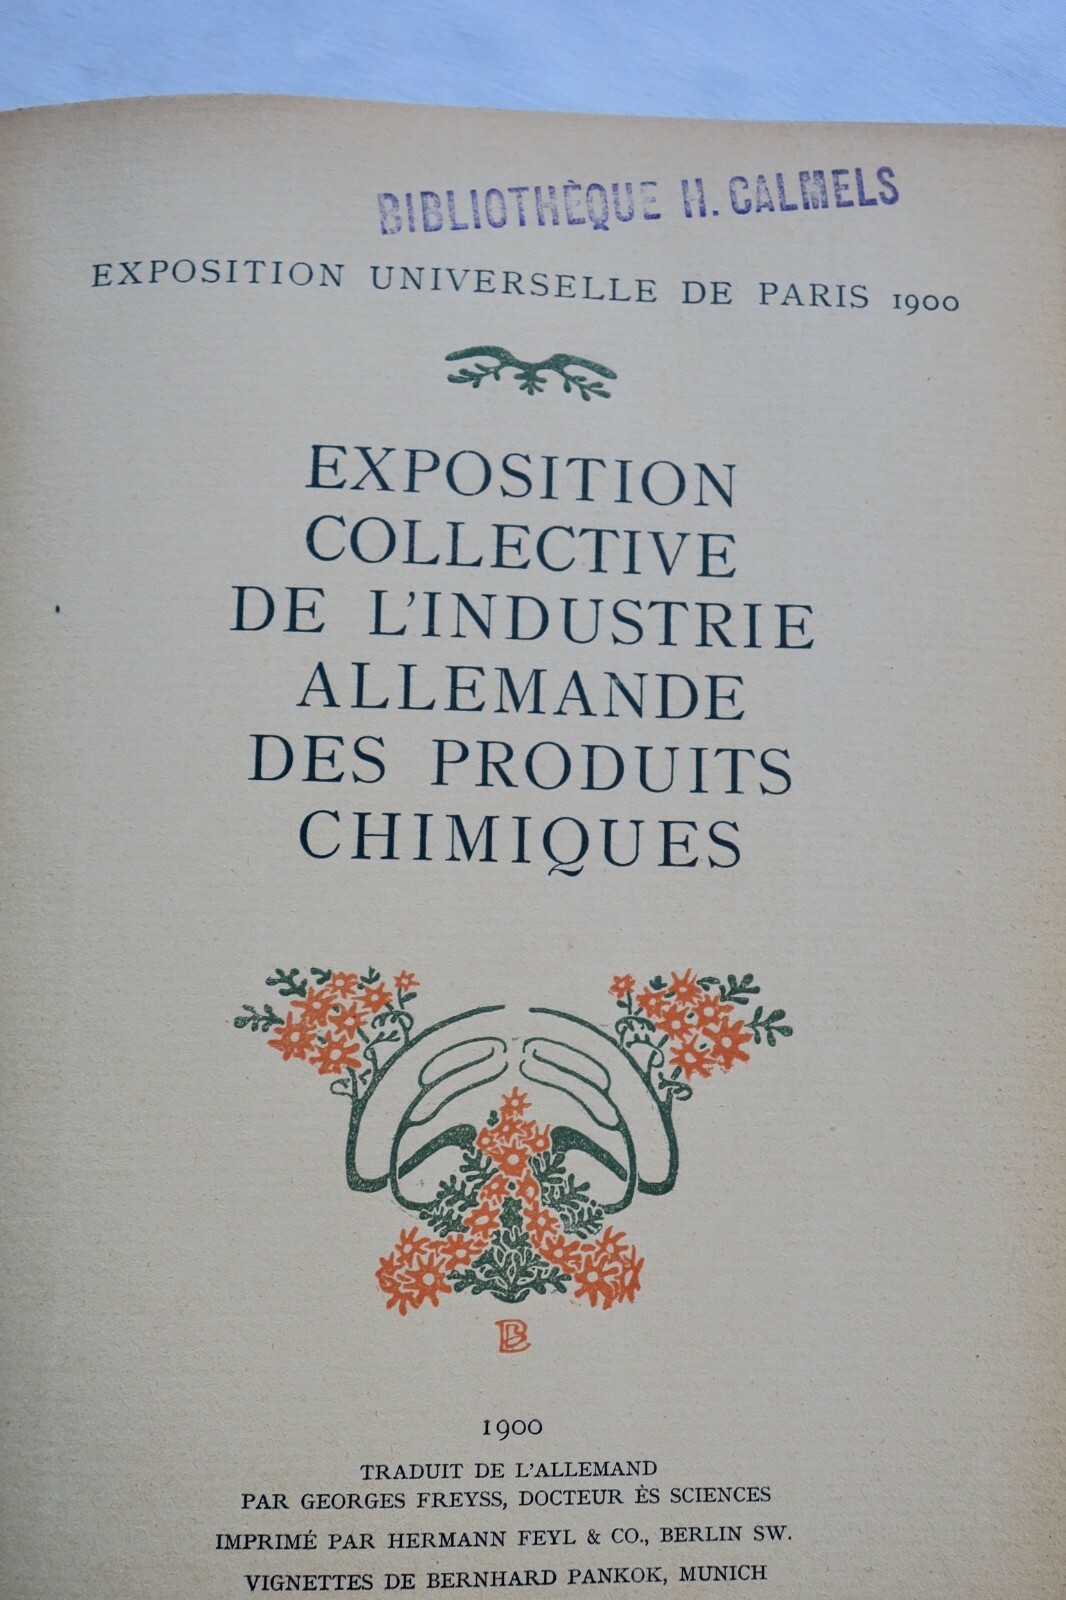 BIBLIOTHÈQUE H. CALMELS
EXPOSITION UNIVERSELLE DE PARIS 1900
EXPOSITION
COLLECTIVE
DE L'INDUSTRIE
ALLEMANDE
DES PRODUITS
CHIMIQUES
1900
TRADUIT DE L'ALLEMAND
PAR GEORGES FREYSS, DOCTEUR ÈS SCIENCES
IMPRIMÉ PAR HERMANN FEYL & CO., BERLIN SW.
VIGNETTES DE BERNHARD PANKOK, MUNICH